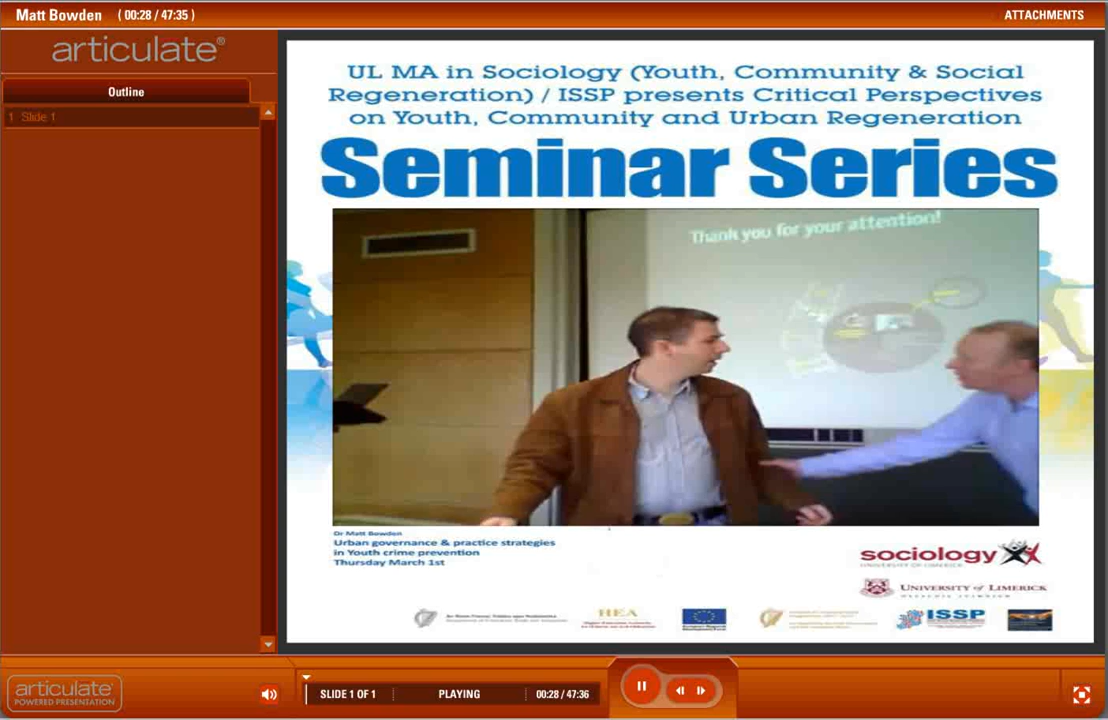 Matt Bowden ( 00:28 / 47:35 )
ATTACHMENTS
articulate®
Outline
1 Slide 1
UL MA in Sociology (Youth, Community & Social
Regeneration) / ISSP presents Critical Perspectives
on Youth, Community and Urban Regeneration
Seminar Series
Thank you for your attention!
Dr Matt Bowden
Urban governance & practice strategies
in Youth crime prevention
Thursday March 1st
sociology
UNIVERSITY OF LIMERICK
UNIVERSITY of LIMERICK
HEA
ISSP
articulate®
POWERED PRESENTATION
SLIDE 1 OF 1
PLAYING
00:28 / 47:36